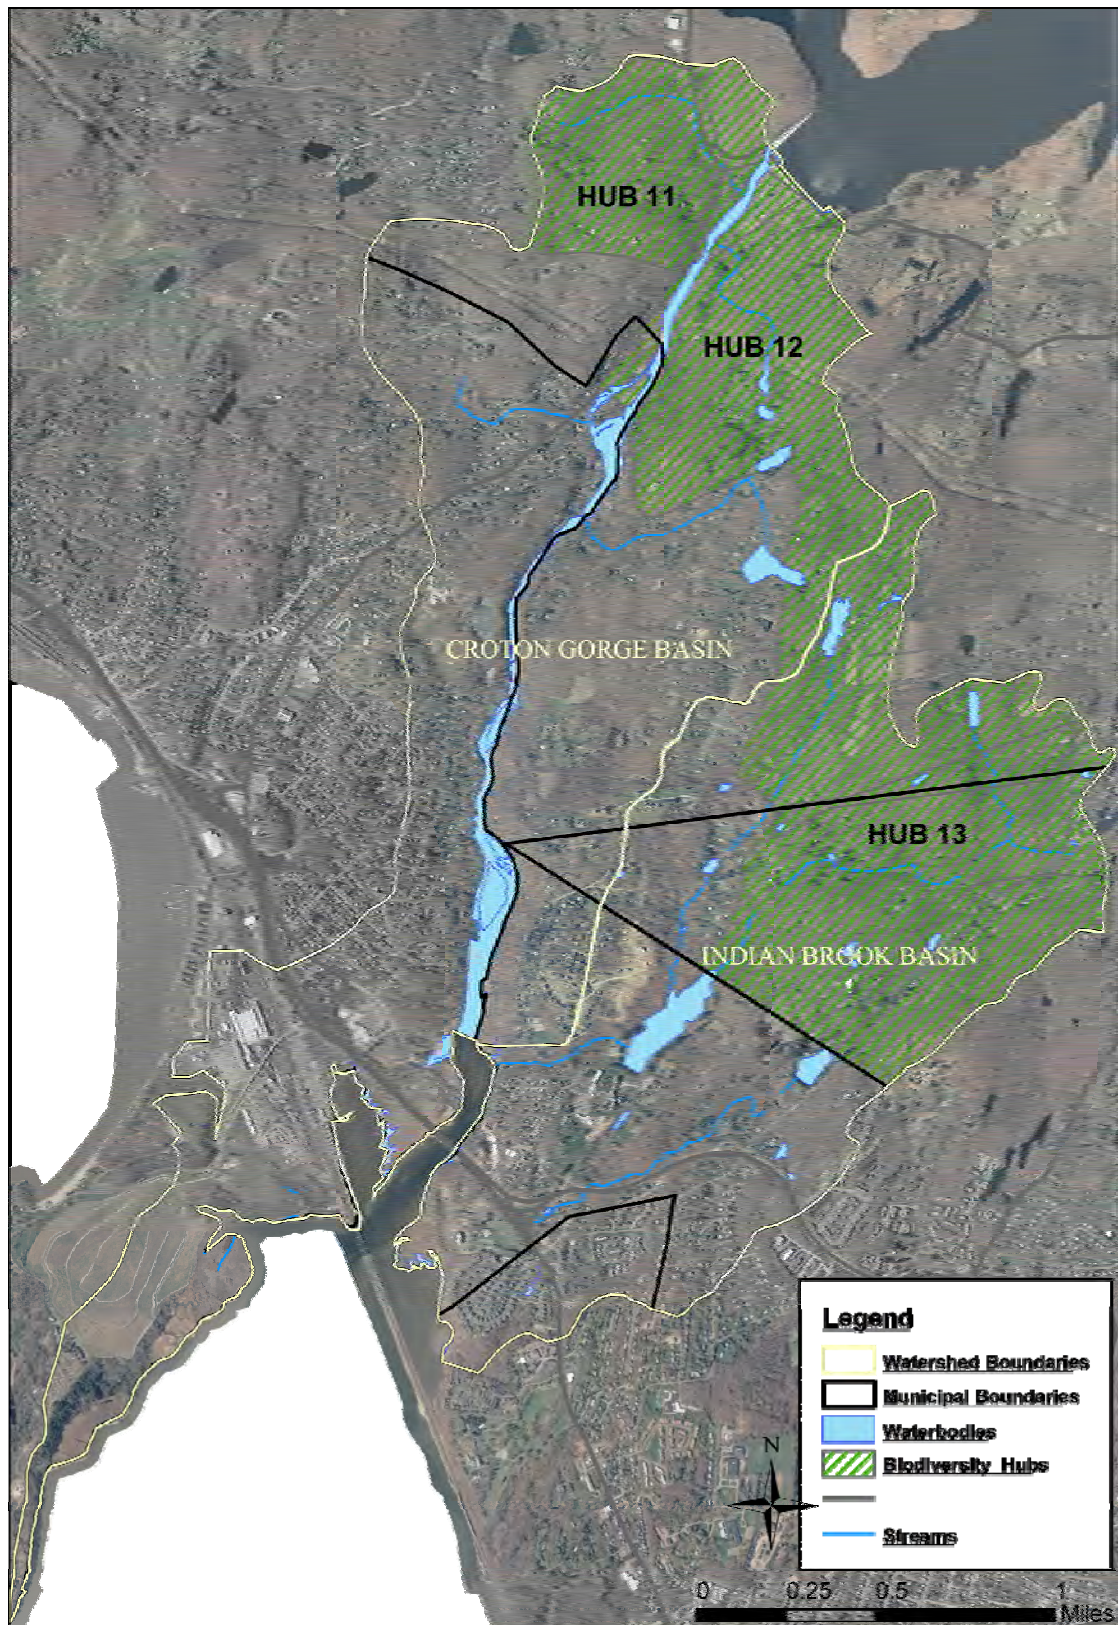 HUB 11
HUB 12
CROTON GORGE BASIN
HUB 13
INDIAN BROOK BASIN
Legend
Watershed Boundaries
Municipal Boundaries
Waterbodies
Biodiversity Hubs
Streams
N
0 0.25 0.5 1
Miles